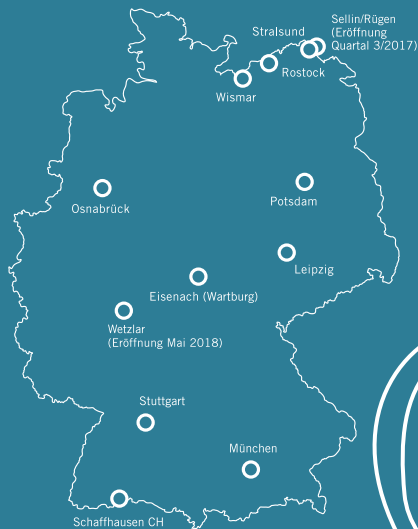 Stralsund
Sellin/Rügen
(Eröffnung
Quartal 3/2017)
Rostock
Wismar
Osnabrück
Potsdam
Leipzig
Eisenach (Wartburg)
Wetzlar
(Eröffnung Mai 2018)
Stuttgart
München
Schaffhausen CH